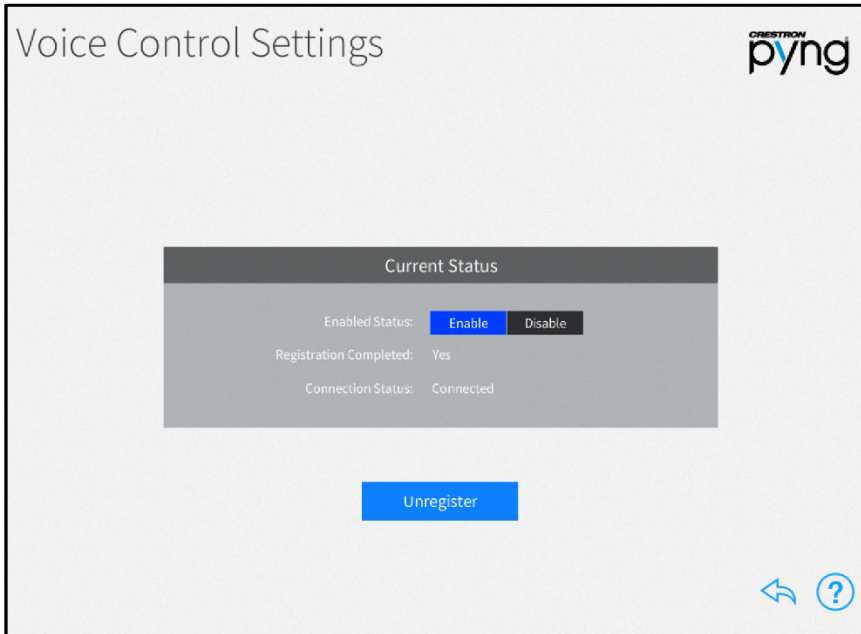 Voice Control Settings
CRESTRON
pyng
Current Status
Enabled Status: Enable Disable
Registration Completed: Yes
Connection Status: Connected
Unregister
?